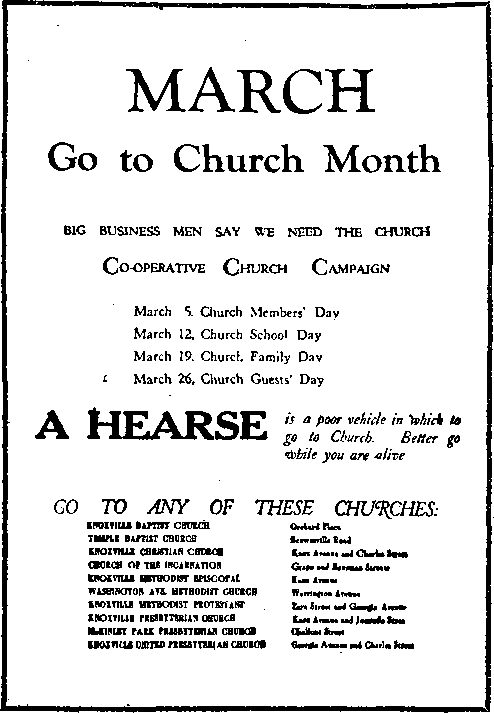 MARCH
Go to Church Month
BIG BUSINESS MEN SAY WE NEED THE CHURCH
CO-OPERATIVE CHURCH CAMPAIGN
March 5, Church Members' Day
March 12, Church School Day
March 19, Church Family Day
March 26, Church Guests' Day
A HEARSE is a poor vehicle in which to
go to Church. Better go
while you are alive
GO TO ANY OF THESE CHURCHES:
KNOXVILLE BAPTIST CHURCH Orchard Place
TEMPLE BAPTIST CHURCH Brownsville Road
KNOXVILLE CHRISTIAN CHURCH Knox Avenue and Charles Street
CHURCH OF THE INCARNATION Grape and Street
KNOXVILLE METHODIST EPISCOPAL Knox Avenue
WASHINGTON AVE. METHODIST CHURCH Warrington Avenue
KNOXVILLE METHODIST PROTESTANT Zara Street and Georgia Avenue
KNOXVILLE PRESBYTERIAN CHURCH Knox Avenue and Street
McKINLEY PARK PRESBYTERIAN CHURCH Chalfont Street
KNOXVILLE UNITED PRESBYTERIAN CHURCH Georgia Avenue and Charles Street